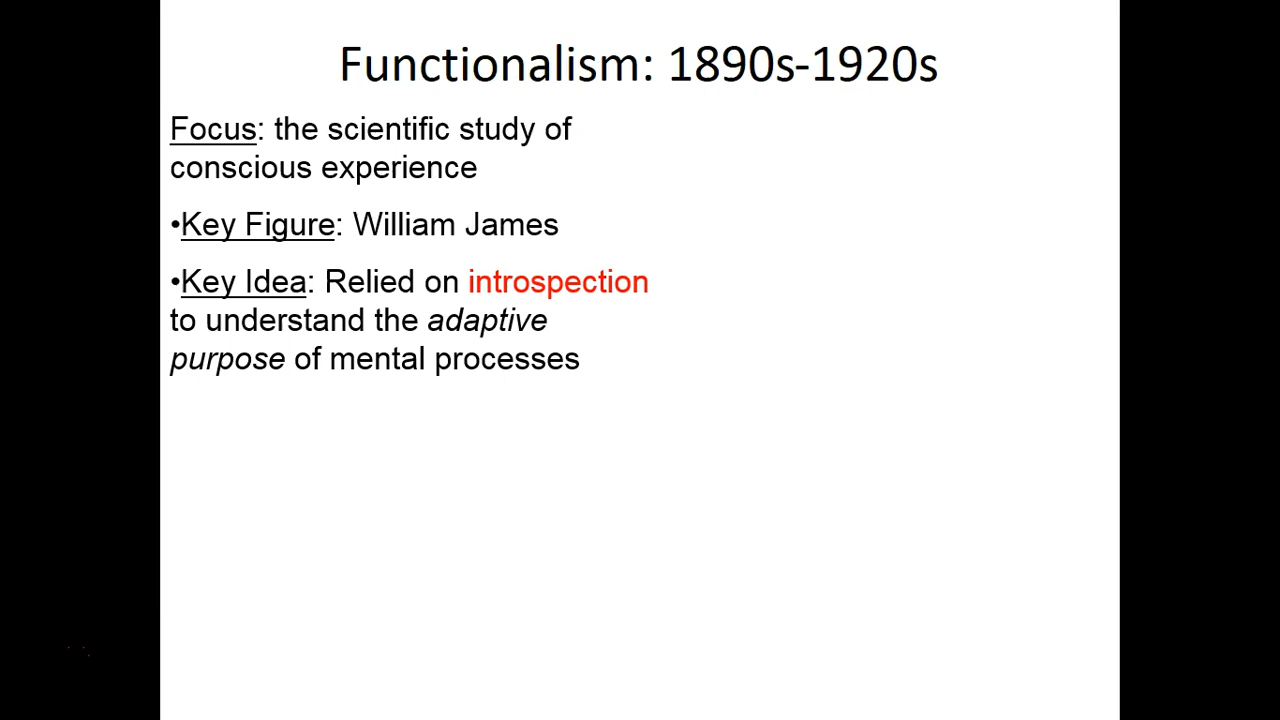 Functionalism: 1890s-1920s
Focus: the scientific study of
conscious experience
•Key Figure: William James
•Key Idea: Relied on introspection
to understand the adaptive
purpose of mental processes